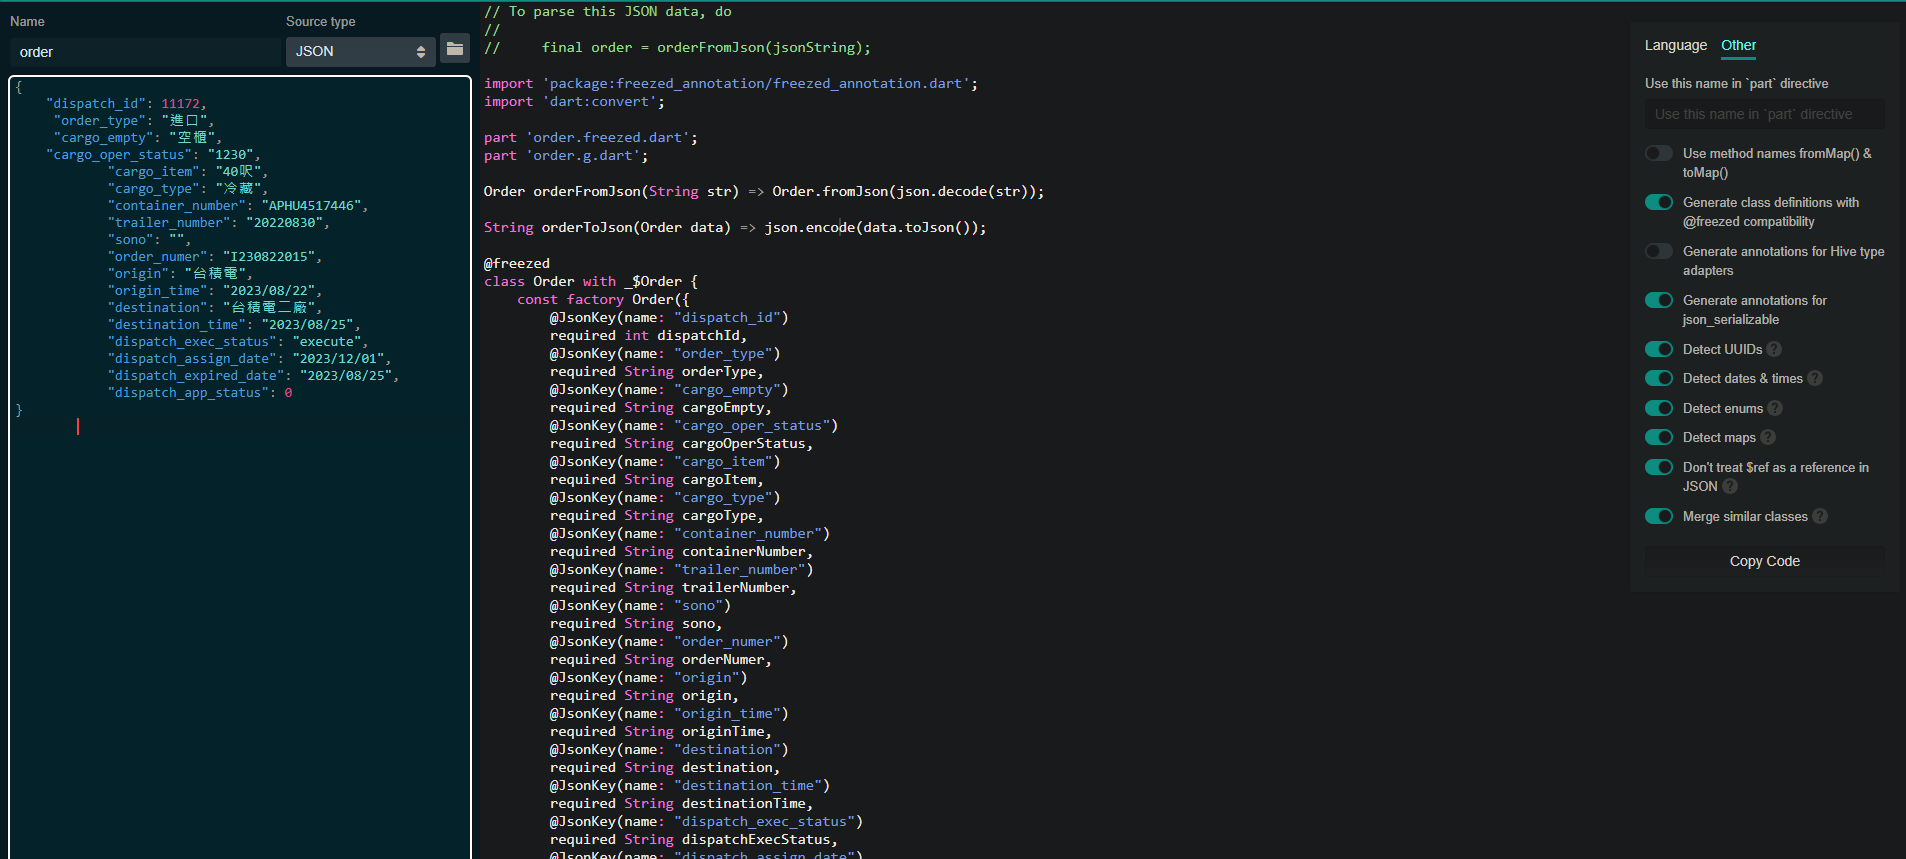 Name
Source type
order
JSON
{
"dispatch_id": 11172,
"order_type": "進口",
"cargo_empty": "空櫃",
"cargo_oper_status": "1230",
"cargo_item": "40呎",
"cargo_type": "冷藏",
"container_number": "APHU4517446",
"trailer_number": "20220830",
"sono": "",
"order_numer": "I230822015",
"origin": "台積電",
"origin_time": "2023/08/22",
"destination": "台積電二廠",
"destination_time": "2023/08/25",
"dispatch_exec_status": "execute",
"dispatch_assign_date": "2023/12/01",
"dispatch_expired_date": "2023/08/25",
"dispatch_app_status": 0
}
// To parse this JSON data, do
//
// final order = orderFromJson(jsonString);
import 'package:freezed_annotation/freezed_annotation.dart';
import 'dart:convert';
part 'order.freezed.dart';
part 'order.g.dart';
Order orderFromJson(String str) => Order.fromJson(json.decode(str));
String orderToJson(Order data) => json.encode(data.toJson());
@freezed
class Order with _$Order {
const factory Order({
@JsonKey(name: "dispatch_id")
required int dispatchId,
@JsonKey(name: "order_type")
required String orderType,
@JsonKey(name: "cargo_empty")
required String cargoEmpty,
@JsonKey(name: "cargo_oper_status")
required String cargoOperStatus,
@JsonKey(name: "cargo_item")
required String cargoItem,
@JsonKey(name: "cargo_type")
required String cargoType,
@JsonKey(name: "container_number")
required String containerNumber,
@JsonKey(name: "trailer_number")
required String trailerNumber,
@JsonKey(name: "sono")
required String sono,
@JsonKey(name: "order_numer")
required String orderNumer,
@JsonKey(name: "origin")
required String origin,
@JsonKey(name: "origin_time")
required String originTime,
@JsonKey(name: "destination")
required String destination,
@JsonKey(name: "destination_time")
required String destinationTime,
@JsonKey(name: "dispatch_exec_status")
required String dispatchExecStatus,
@JsonKey(name: "dispatch_assign_date")
Language Other
Use this name in `part` directive
Use this name in `part` directive
Use method names fromMap() &
toMap()
Generate class definitions with
@freezed compatibility
Generate annotations for Hive type
adapters
Generate annotations for
json_serializable
Detect UUIDs ?
Detect dates & times ?
Detect enums ?
Detect maps ?
Don't treat $ref as a reference in
JSON ?
Merge similar classes ?
Copy Code